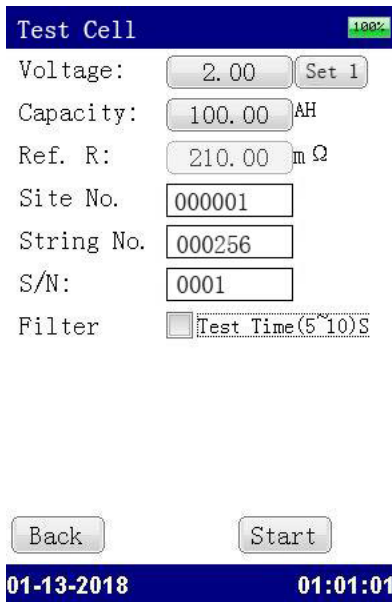 Test Cell 100%
Voltage: 2.00 Set 1
Capacity: 100.00 AH
Ref. R: 210.00 mΩ
Site No. 000001
String No. 000256
S/N: 0001
Filter Test Time(5~10)S
Back Start
01-13-2018 01:01:01